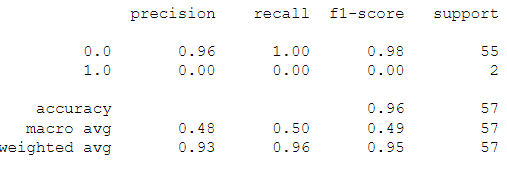 precision recall f1-score support
0.0 0.96 1.00 0.98 55
1.0 0.00 0.00 0.00 2
accuracy 0.96 57
macro avg 0.48 0.50 0.49 57
weighted avg 0.93 0.96 0.95 57